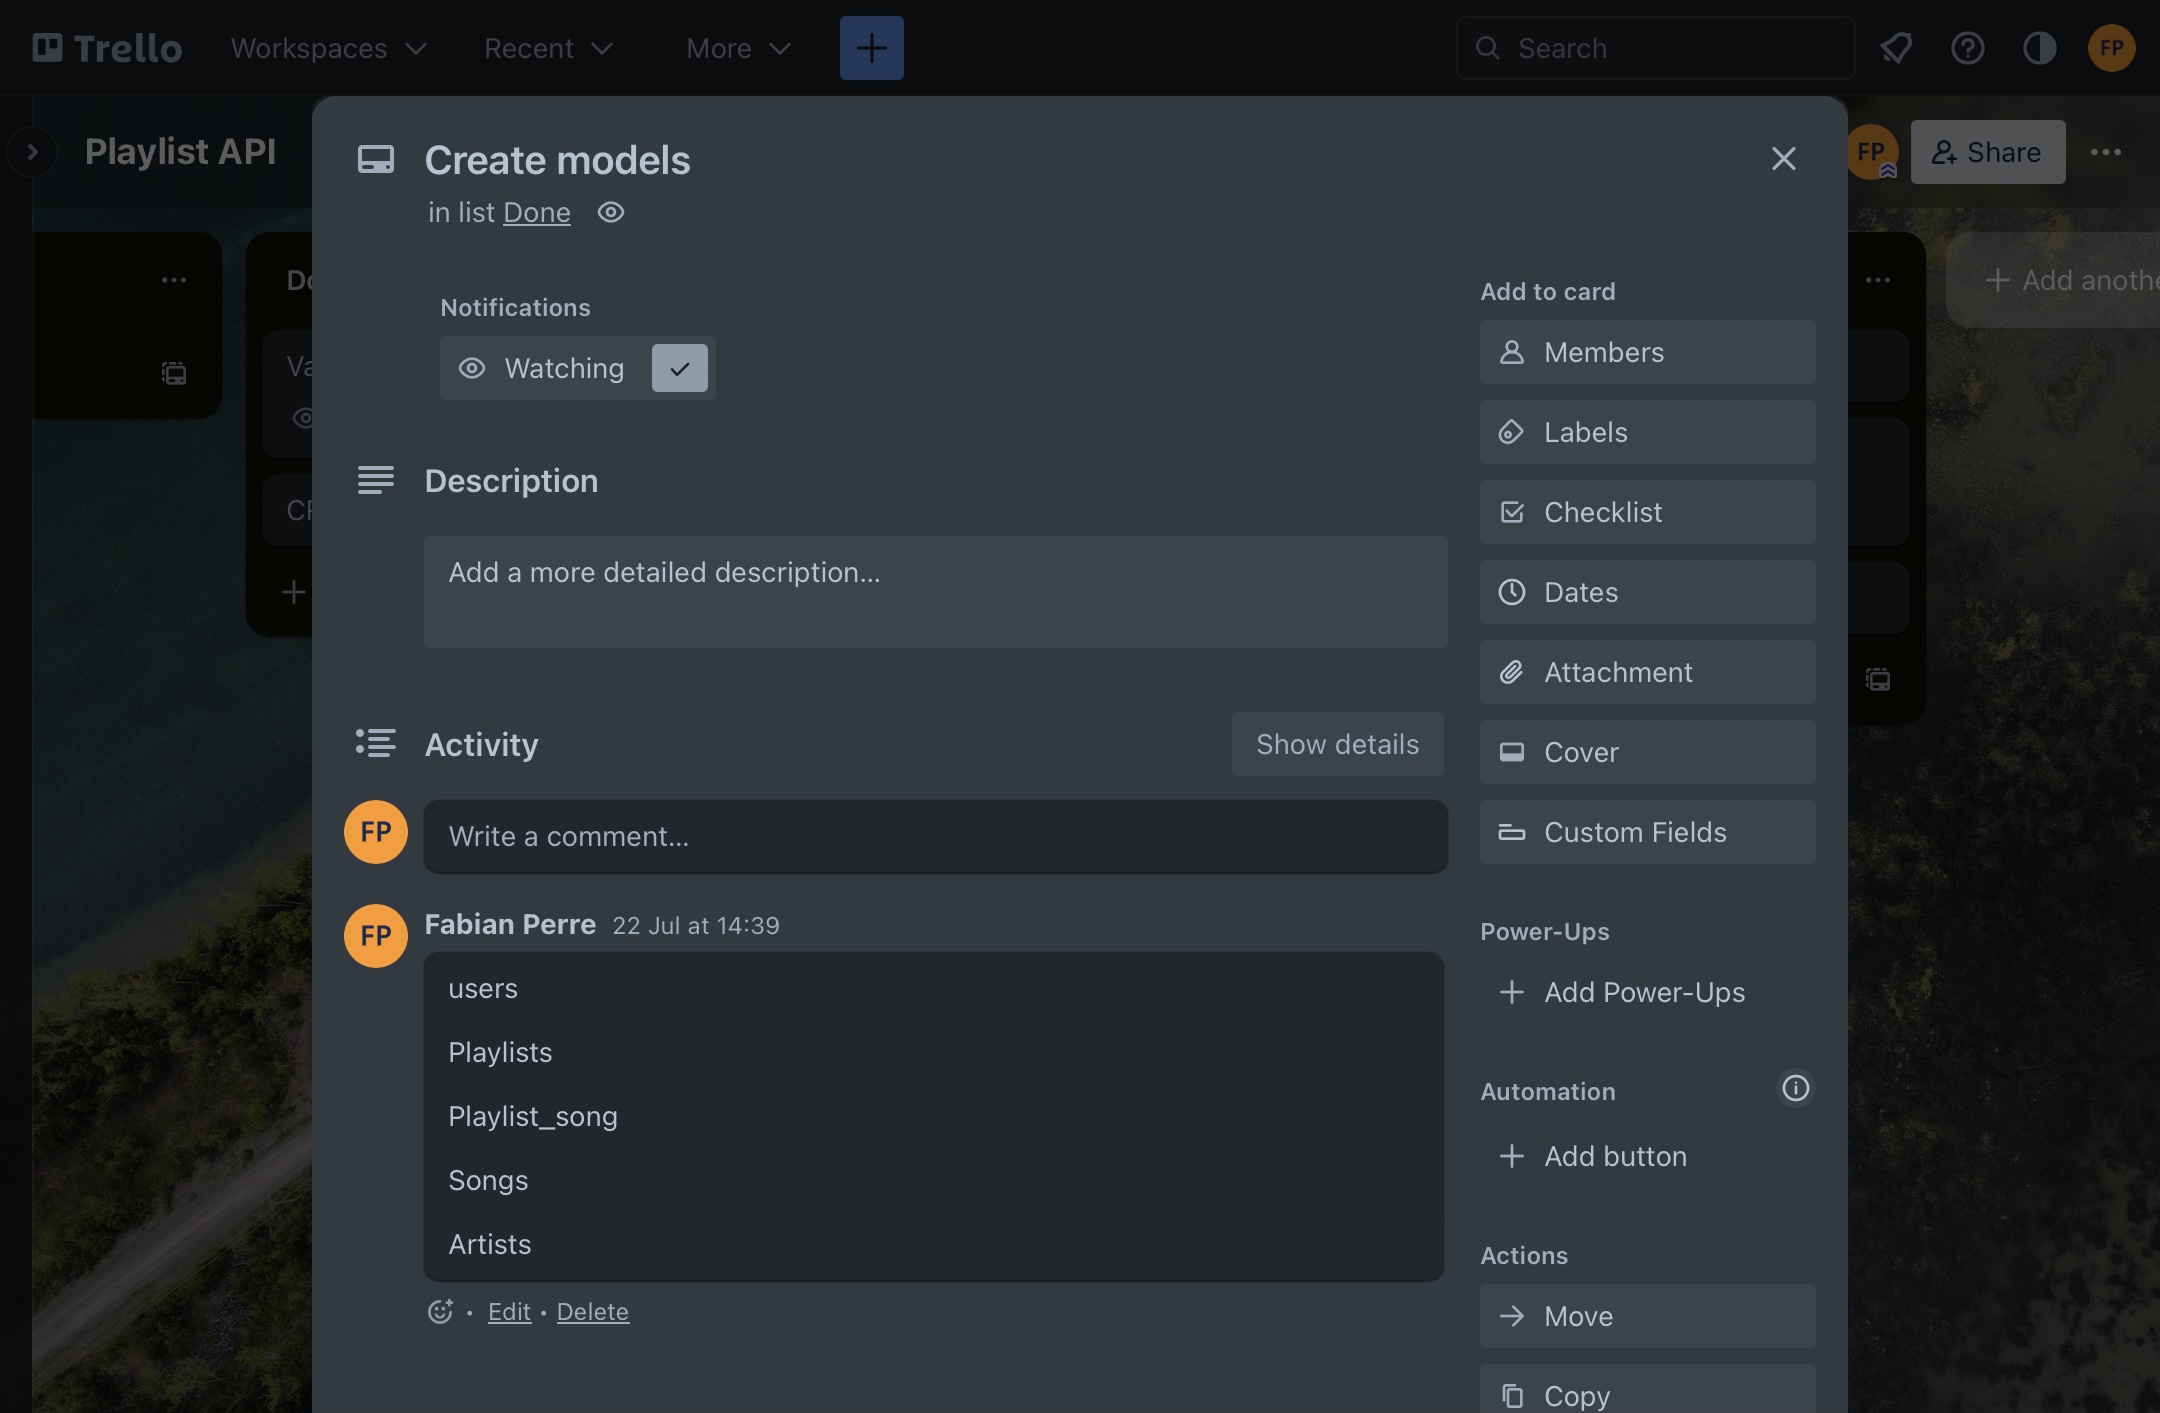 Trello
Workspaces
Recent
More
Search
FP
Playlist API
FP
Share
Create models
in list Done
Notifications
Watching
Description
Add a more detailed description...
Activity
Show details
FP
Write a comment...
FP
Fabian Perre 22 Jul at 14:39
users
Playlists
Playlist_song
Songs
Artists
• Edit • Delete
Add to card
Members
Labels
Checklist
Dates
Attachment
Cover
Custom Fields
Power-Ups
Add Power-Ups
Automation
Add button
Actions
Move
Copy
Add